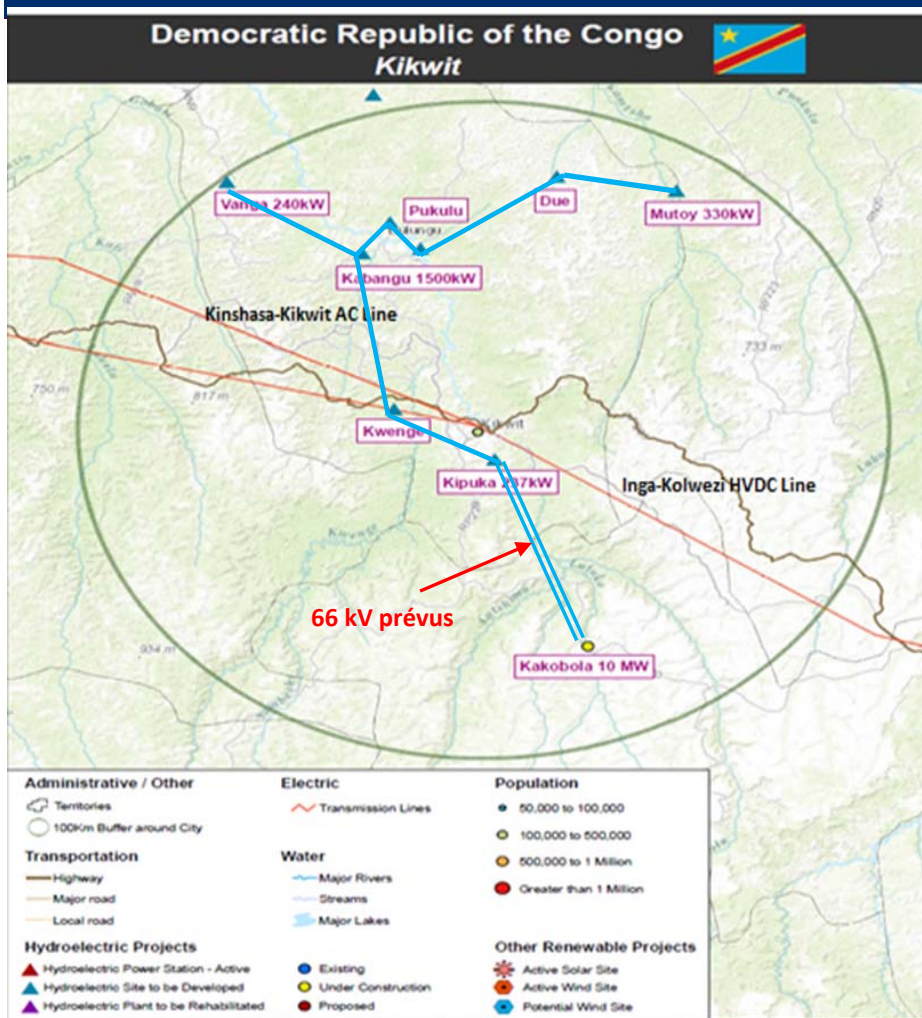 Democratic Republic of the Congo
Kikwit
Vanga 240kW
Pukulu
Due
Mutoy 330kW
Kabangu 1500kW
Kinshasa-Kikwit AC Line
733 m
750 m
817 m
Kwenge
Kikwit
Kipuka 237kW
Inga-Kolwezi HVDC Line
66 kV prévus
934 m
Kakobola 10 MW
Administrative / Other
Territories
100Km Buffer around City
Transportation
Highway
Major road
Local road
Hydroelectric Projects
Hydroelectric Power Station - Active
Hydroelectric Site to be Developed
Hydroelectric Plant to be Rehabilitated
Electric
Transmission Lines
Water
Major Rivers
Streams
Major Lakes
Existing
Under Construction
Proposed
Population
50,000 to 100,000
100,000 to 500,000
500,000 to 1 Million
Greater than 1 Million
Other Renewable Projects
Active Solar Site
Active Wind Site
Potential Wind Site